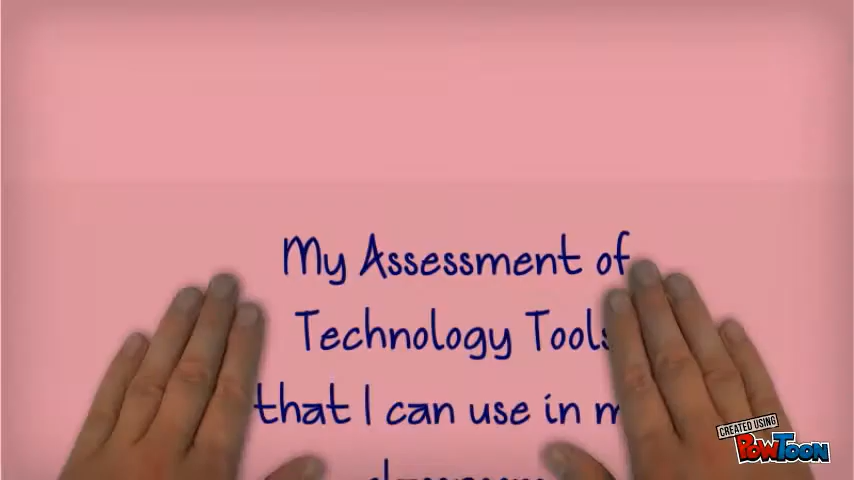 My Assessment of
Technology Tools
that I can use in m
CREATED USING
POWTOON